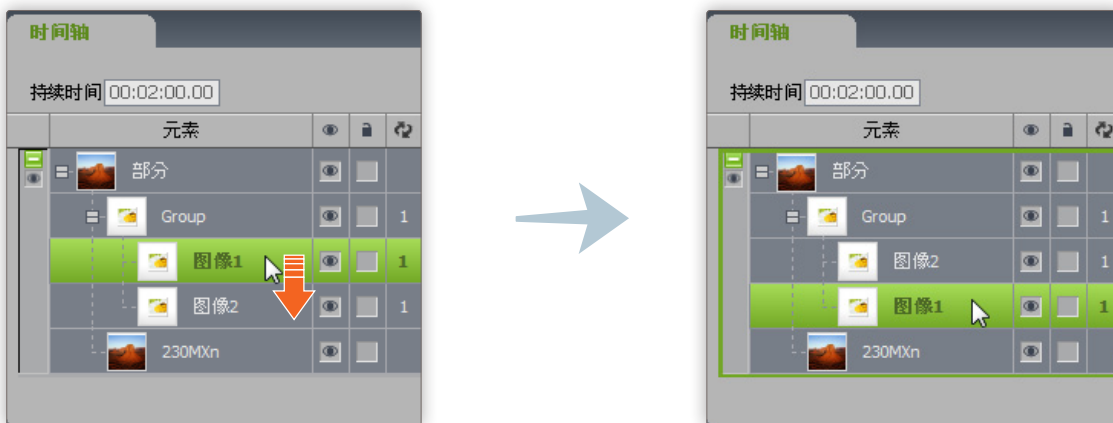 时间轴
持续时间 00:02:00.00
元素
部分
Group 1
图像1 1
图像2 1
230MXn
时间轴
持续时间 00:02:00.00
元素
部分
Group 1
图像2 1
图像1 1
230MXn